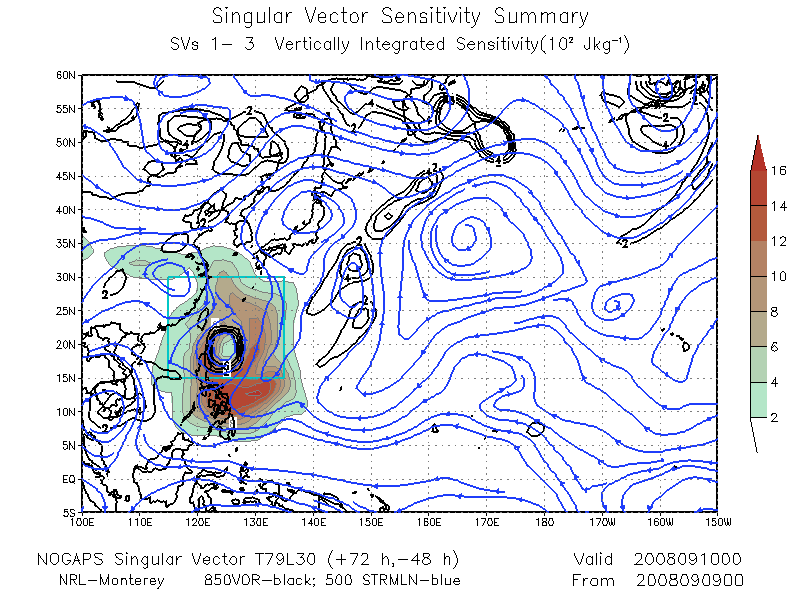 Singular Vector Sensitivity Summary
SVs 1- 3 Vertically Integrated Sensitivity(10² Jkg⁻¹)
60N
55N
50N
45N
40N
35N
30N
25N
20N
15N
10N
5N
EQ
5S
100E 110E 120E 130E 140E 150E 160E 170E 180 170W 160W 150W
16
14
12
10
8
6
4
2
NOGAPS Singular Vector T79L30 (+72 h,-48 h) Valid 2008091000
NRL-Monterey 850VOR-black; 500 STRMLN-blue From 2008090900